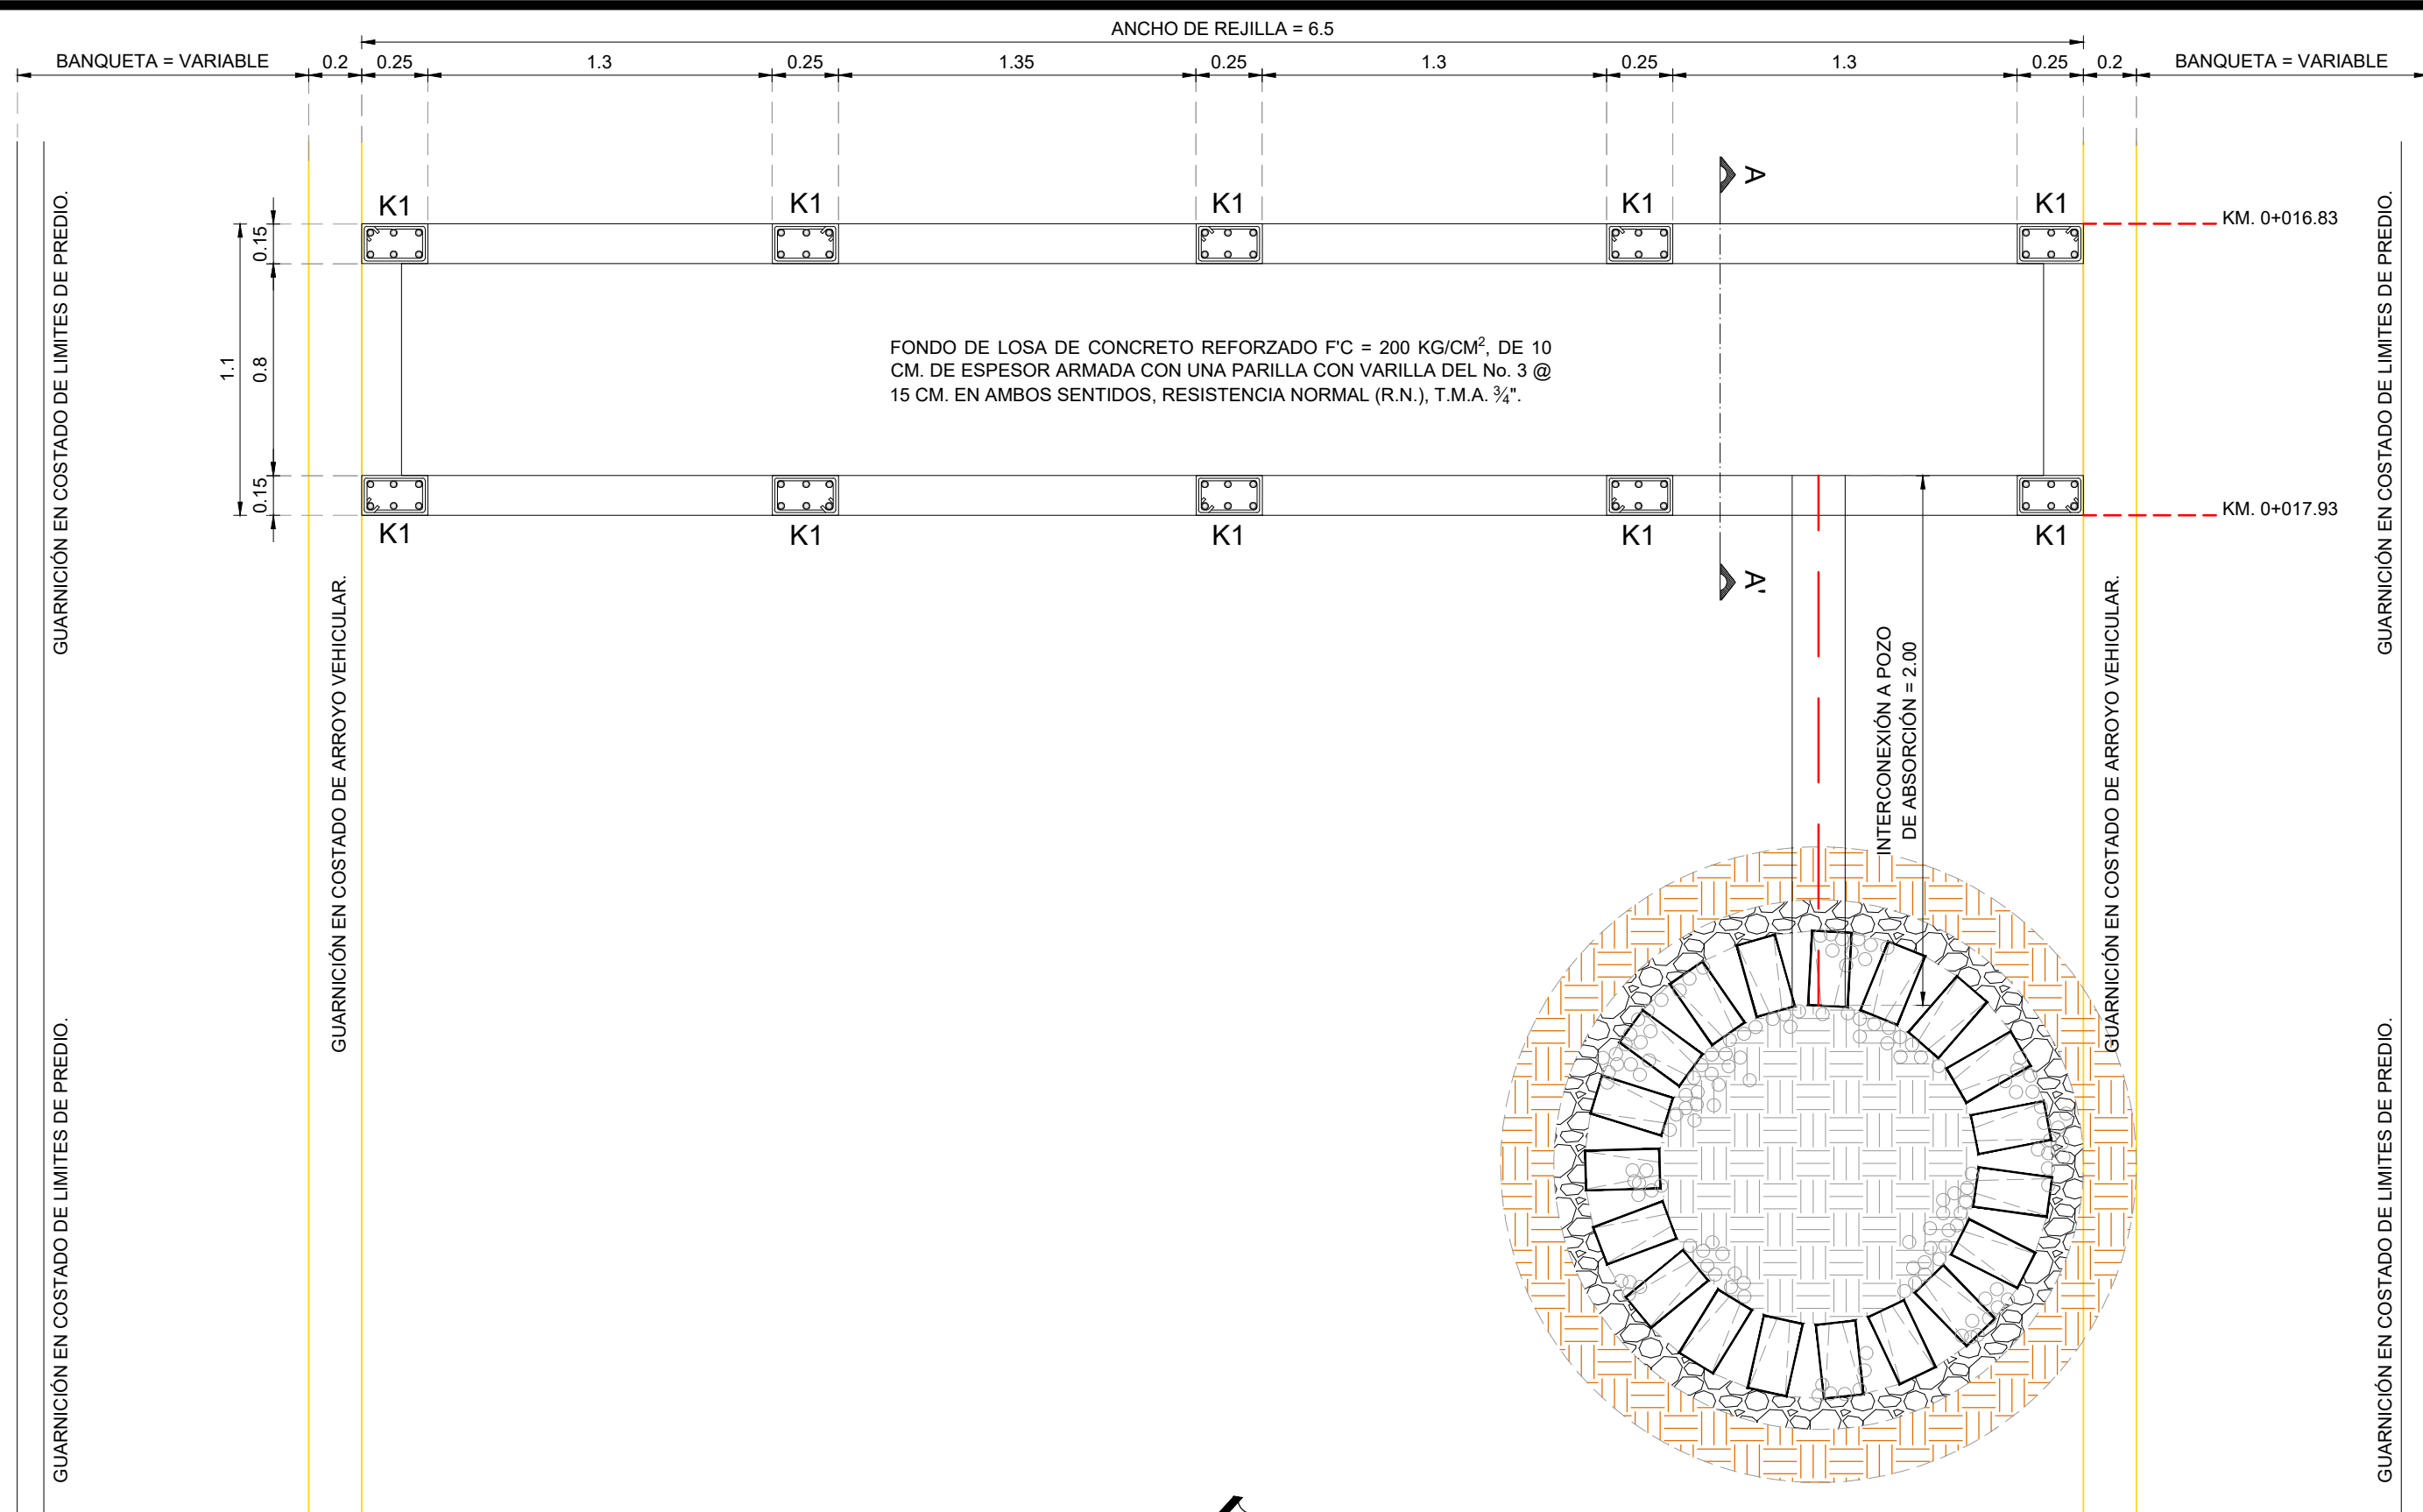 ANCHO DE REJILLA = 6.5
BANQUETA = VARIABLE
0.2
0.25
1.3
0.25
1.35
0.25
1.3
0.25
1.3
0.25
0.2
BANQUETA = VARIABLE
K1
K1
K1
K1
K1
A
KM. 0+016.83
0.15
0.8
0.15
1.1
FONDO DE LOSA DE CONCRETO REFORZADO F'C = 200 KG/CM², DE 10
CM. DE ESPESOR ARMADA CON UNA PARILLA CON VARILLA DEL No. 3 @
15 CM. EN AMBOS SENTIDOS, RESISTENCIA NORMAL (R.N.), T.M.A. ¾".
K1
K1
K1
K1
K1
A'
KM. 0+017.93
GUARNICIÓN EN COSTADO DE LIMITES DE PREDIO.
GUARNICIÓN EN COSTADO DE ARROYO VEHICULAR.
INTERCONEXIÓN A POZO
DE ABSORCIÓN = 2.00
GUARNICIÓN EN COSTADO DE ARROYO VEHICULAR.
GUARNICIÓN EN COSTADO DE LIMITES DE PREDIO.
GUARNICIÓN EN COSTADO DE LIMITES DE PREDIO.
GUARNICIÓN EN COSTADO DE LIMITES DE PREDIO.